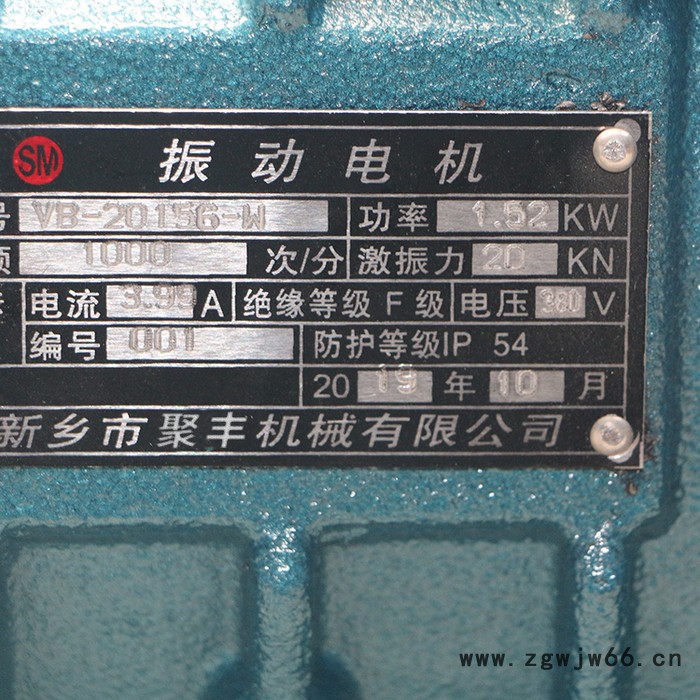 SM 振动电机
号 VB-20156-W 功率 1.52 KW
频 1000 次/分 激振力 20 KN
电流 3.99 A 绝缘等级 F 级 电压 380 V
编号 001 防护等级IP 54
2019 年 10 月
新乡市聚丰机械有限公司
www.zgwjw66.cn